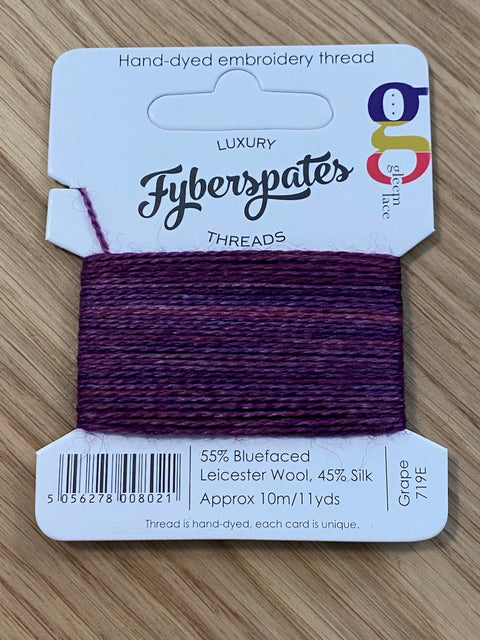 Hand-dyed embroidery thread
LUXURY
Fyberspates
THREADS
g
gleem
lace
55% Bluefaced
Leicester Wool, 45% Silk
Approx 10m/11yds
5 056278 008021
Grape
719E
Thread is hand-dyed, each card is unique.